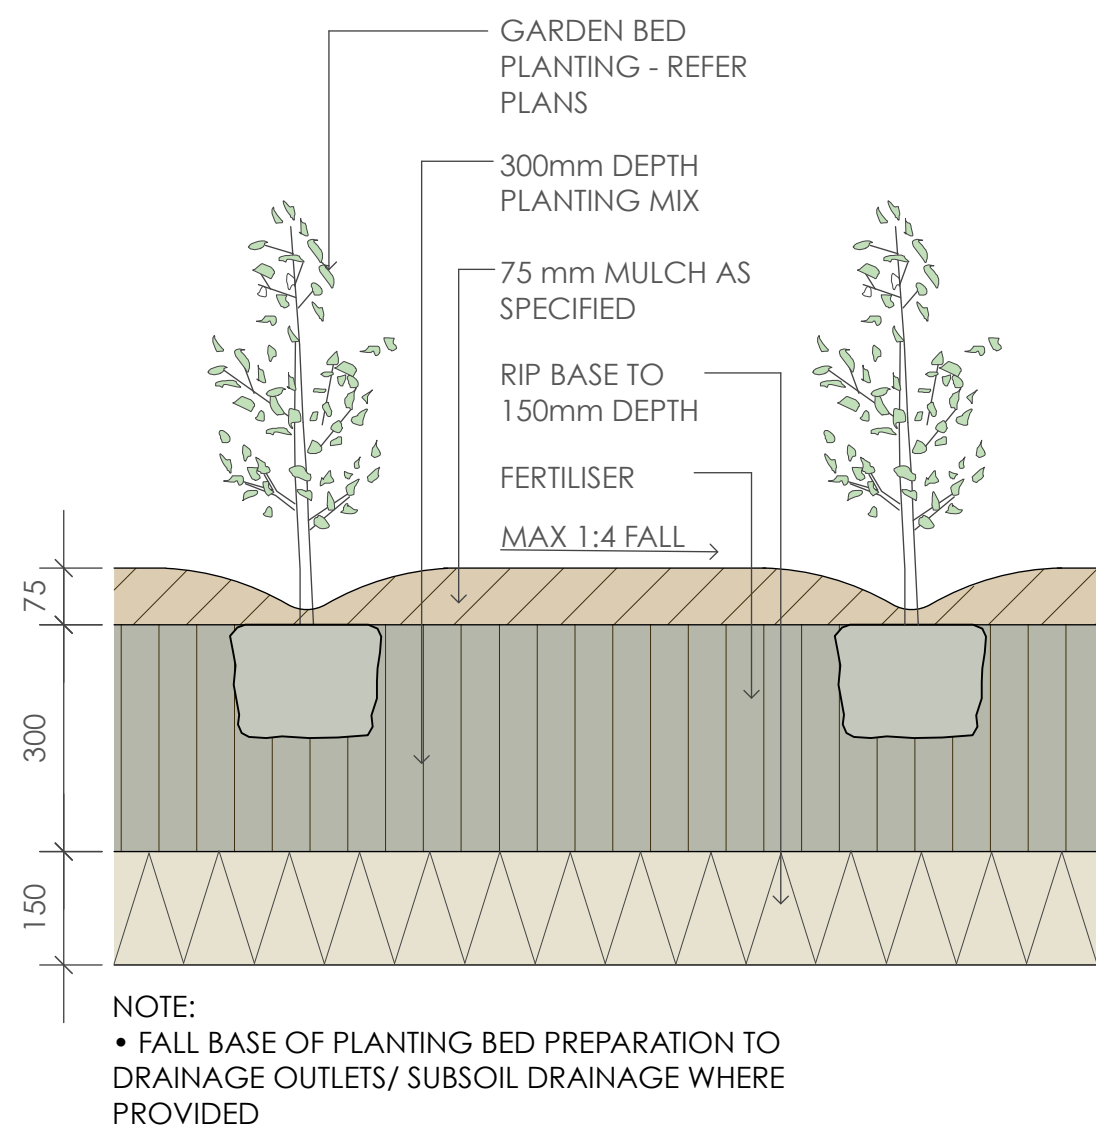 GARDEN BED
PLANTING - REFER
PLANS
300mm DEPTH
PLANTING MIX
75 mm MULCH AS
SPECIFIED
RIP BASE TO
150mm DEPTH
FERTILISER
MAX 1:4 FALL
75
300
150
NOTE:
• FALL BASE OF PLANTING BED PREPARATION TO
DRAINAGE OUTLETS/ SUBSOIL DRAINAGE WHERE
PROVIDED